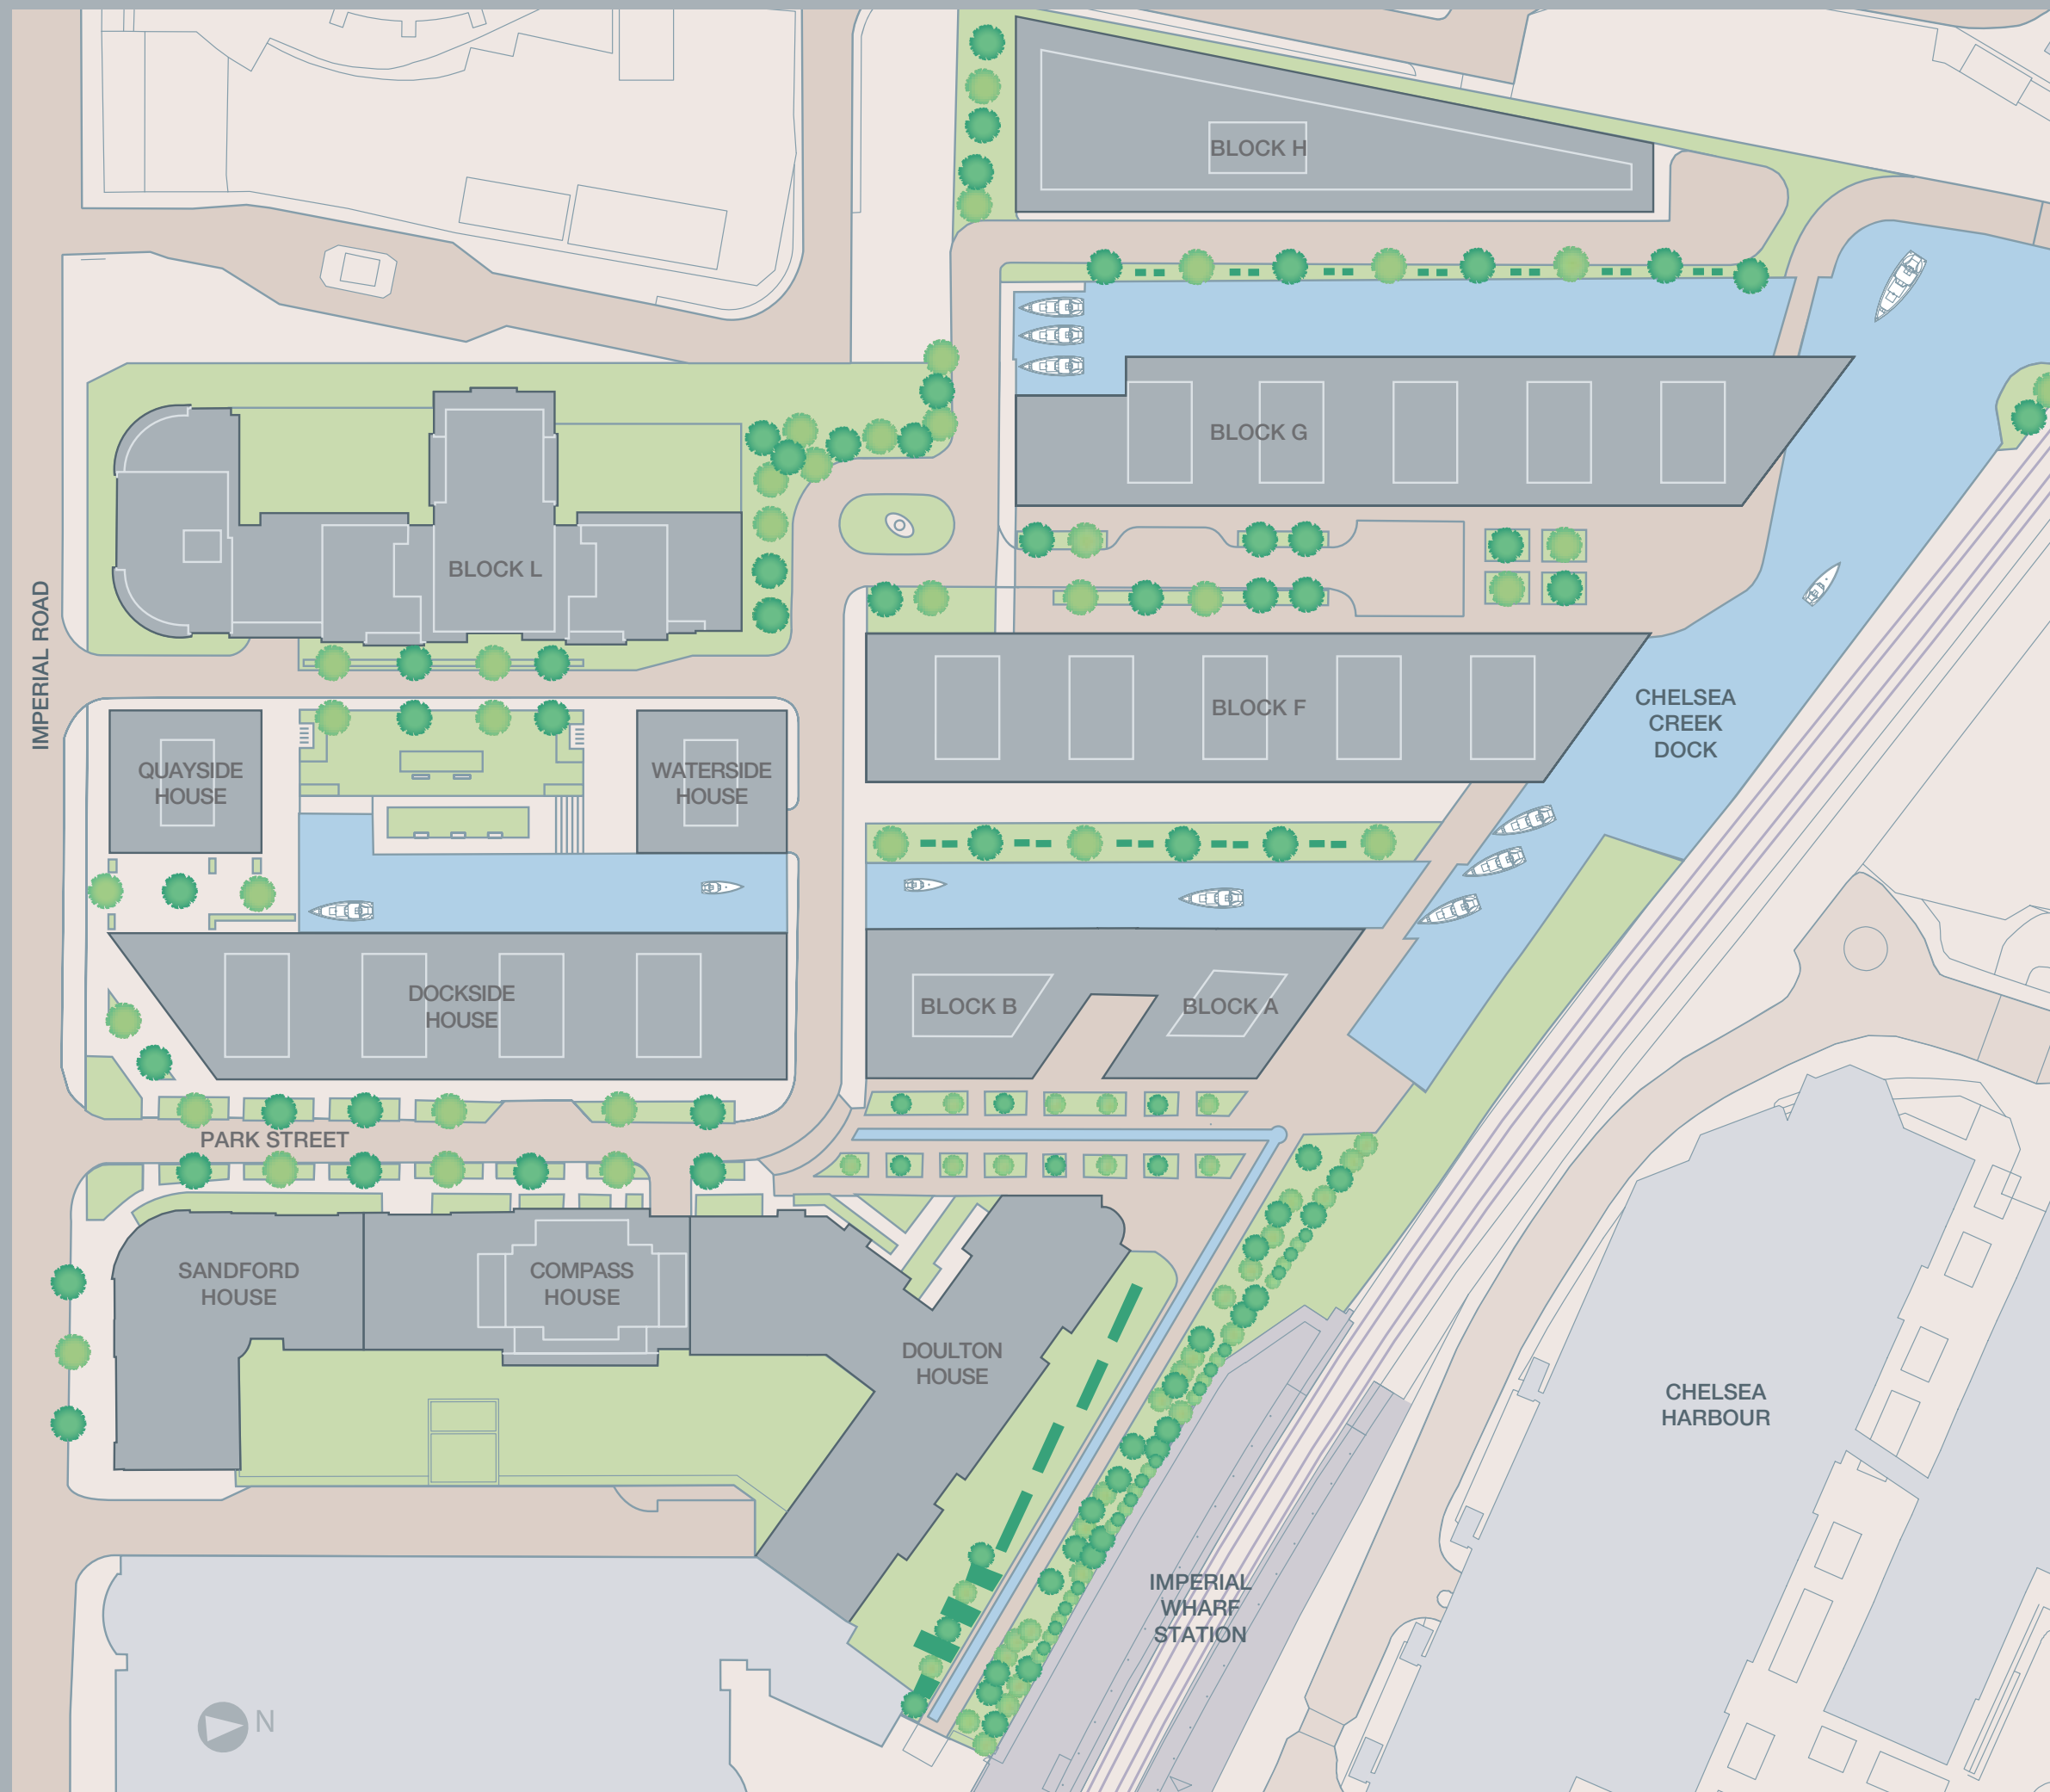 BLOCK H
BLOCK G
BLOCK L
IMPERIAL ROAD
BLOCK F
CHELSEA
CREEK
DOCK
QUAYSIDE
HOUSE
WATERSIDE
HOUSE
DOCKSIDE
HOUSE
BLOCK B
BLOCK A
PARK STREET
SANDFORD
HOUSE
COMPASS
HOUSE
DOULTON
HOUSE
CHELSEA
HARBOUR
IMPERIAL
WHARF
STATION
N